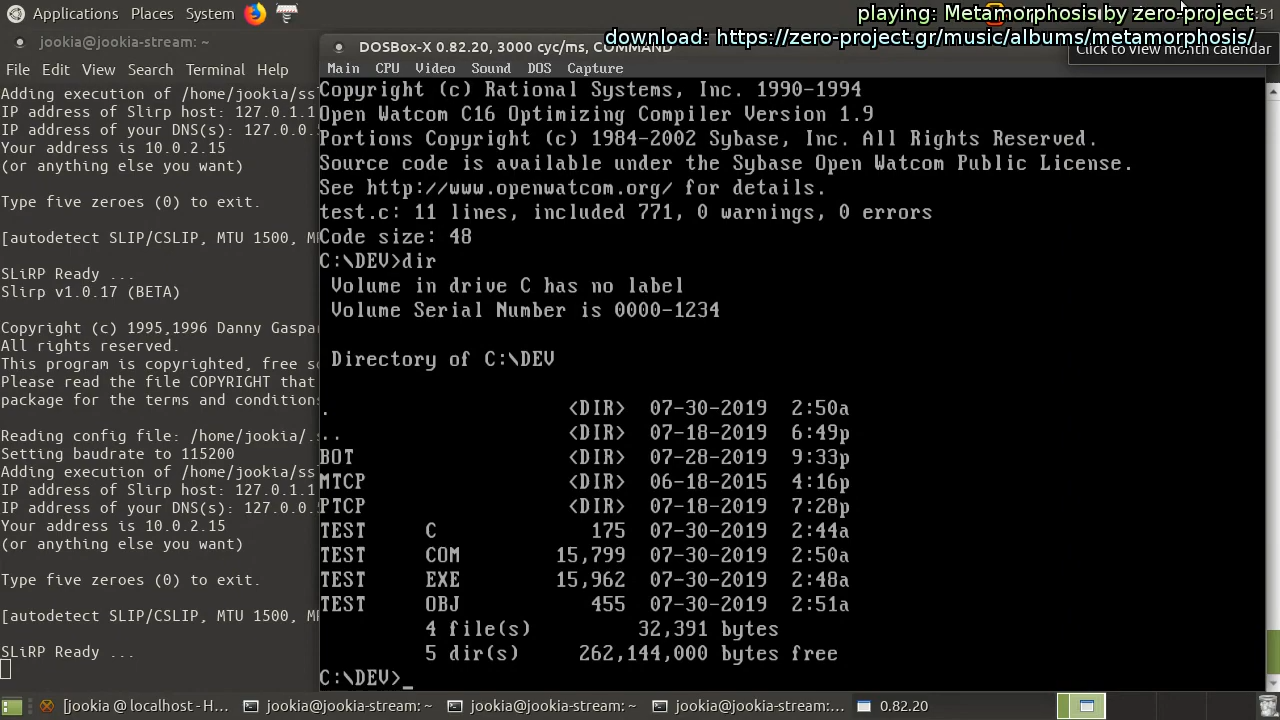 Applications Places System
playing: Metamorphosis by zero-project
:51
download: https://zero-project.gr/music/albums/metamorphosis/
Click to view month calendar
jookia@jookia-stream: ~
File Edit View Search Terminal Help
Adding execution of /home/jookia/ss
IP address of Slirp host: 127.0.1.1
IP address of your DNS(s): 127.0.0.
Your address is 10.0.2.15
(or anything else you want)
Type five zeroes (0) to exit.
[autodetect SLIP/CSLIP, MTU 1500, M
SLiRP Ready ...
Slirp v1.0.17 (BETA)
Copyright (c) 1995,1996 Danny Gaspa
All rights reserved.
This program is copyrighted, free s
Please read the file COPYRIGHT that
package for the terms and condition
Reading config file: /home/jookia/.
Setting baudrate to 115200
Adding execution of /home/jookia/ss
IP address of Slirp host: 127.0.1.1
IP address of your DNS(s): 127.0.0.
Your address is 10.0.2.15
(or anything else you want)
Type five zeroes (0) to exit.
[autodetect SLIP/CSLIP, MTU 1500, M
SLiRP Ready ...
DOSBox-X 0.82.20, 3000 cyc/ms, COMMAND
Main CPU Video Sound DOS Capture
Copyright (c) Rational Systems, Inc. 1990-1994
Open Watcom C16 Optimizing Compiler Version 1.9
Portions Copyright (c) 1984-2002 Sybase, Inc. All Rights Reserved.
Source code is available under the Sybase Open Watcom Public License.
See http://www.openwatcom.org/ for details.
test.c: 11 lines, included 771, 0 warnings, 0 errors
Code size: 48
C:\DEV>dir
Volume in drive C has no label
Volume Serial Number is 0000-1234
Directory of C:\DEV
. <DIR> 07-30-2019 2:50a
.. <DIR> 07-18-2019 6:49p
BOT <DIR> 07-28-2019 9:33p
MTCP <DIR> 06-18-2015 4:16p
PTCP <DIR> 07-18-2019 7:28p
TEST C 175 07-30-2019 2:44a
TEST COM 15,799 07-30-2019 2:50a
TEST EXE 15,962 07-30-2019 2:48a
TEST OBJ 455 07-30-2019 2:51a
4 file(s) 32,391 bytes
5 dir(s) 262,144,000 bytes free
C:\DEV>_
[jookia @ localhost - H... jookia@jookia-stream: ~ jookia@jookia-stream: ~ jookia@jookia-stream:... 0.82.20